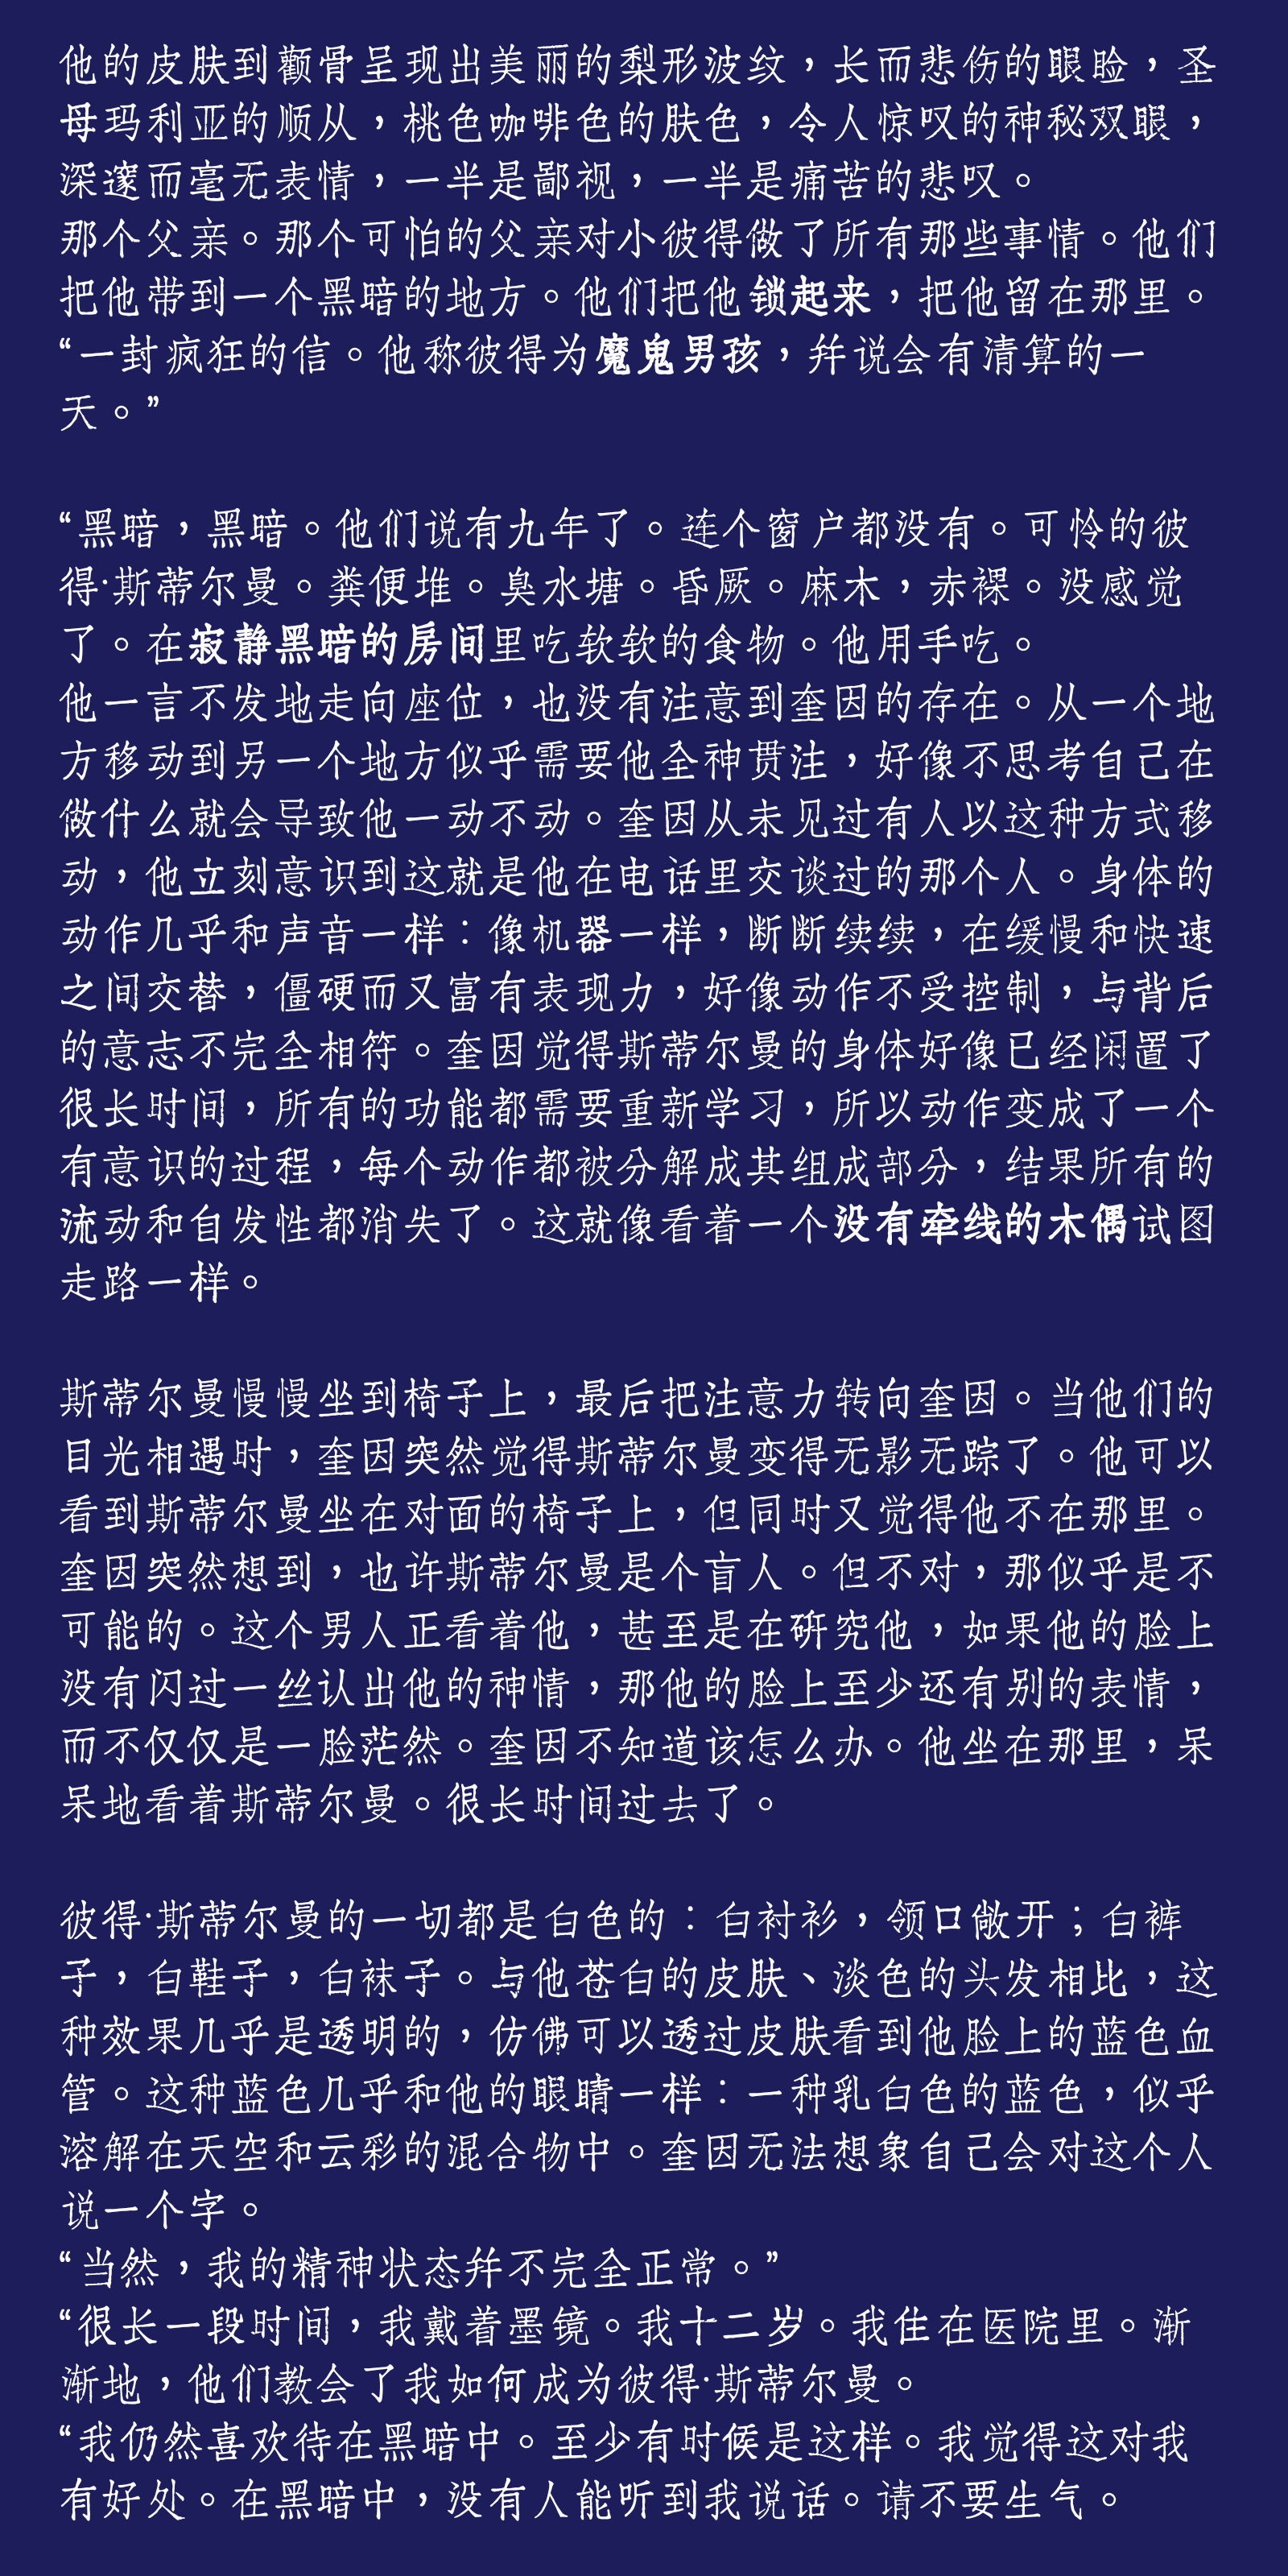 他的皮肤到颧骨呈现出美丽的梨形波纹，长而悲伤的眼睑，圣
母玛利亚的顺从，桃色咖啡色的肤色，令人惊叹的神秘双眼，
深邃而毫无表情，一半是鄙视，一半是痛苦的悲叹。
那个父亲。那个可怕的父亲对小彼得做了所有那些事情。他们
把他带到一个黑暗的地方。他们把他锁起来，把他留在那里。
“一封疯狂的信。他称彼得为魔鬼男孩，并说会有清算的一
天。”
“黑暗，黑暗。他们说有九年了。连个窗户都没有。可怜的彼
得·斯蒂尔曼。粪便堆。臭水塘。昏厥。麻木，赤裸。没感觉
了。在寂静黑暗的房间里吃软软的食物。他用手吃。
他一言不发地走向座位，也没有注意到奎因的存在。从一个地
方移动到另一个地方似乎需要他全神贯注，好像不思考自己在
做什么就会导致他一动不动。奎因从未见过有人以这种方式移
动，他立刻意识到这就是他在电话里交谈过的那个人。身体的
动作几乎和声音一样：像机器一样，断断续续，在缓慢和快速
之间交替，僵硬而又富有表现力，好像动作不受控制，与背后
的意志不完全相符。奎因觉得斯蒂尔曼的身体好像已经闲置了
很长时间，所有的功能都需要重新学习，所以动作变成了一个
有意识的过程，每个动作都被分解成其组成部分，结果所有的
流动和自发性都消失了。这就像看着一个没有牵线的木偶试图
走路一样。
斯蒂尔曼慢慢坐到椅子上，最后把注意力转向奎因。当他们的
目光相遇时，奎因突然觉得斯蒂尔曼变得无影无踪了。他可以
看到斯蒂尔曼坐在对面的椅子上，但同时又觉得他不在那里。
奎因突然想到，也许斯蒂尔曼是个盲人。但不对，那似乎是不
可能的。这个男人正看着他，甚至是在研究他，如果他的脸上
没有闪过一丝认出他的神情，那他的脸上至少还有别的表情，
而不仅仅是一脸茫然。奎因不知道该怎么办。他坐在那里，呆
呆地看着斯蒂尔曼。很长时间过去了。
彼得·斯蒂尔曼的一切都是白色的：白衬衫，领口敞开；白裤
子，白鞋子，白袜子。与他苍白的皮肤、淡色的头发相比，这
种效果几乎是透明的，仿佛可以透过皮肤看到他脸上的蓝色血
管。这种蓝色几乎和他的眼睛一样：一种乳白色的蓝色，似乎
溶解在天空和云彩的混合物中。奎因无法想象自己会对这个人
说一个字。
“当然，我的精神状态并不完全正常。”
“很长一段时间，我戴着墨镜。我十二岁。我住在医院里。渐
渐地，他们教会了我如何成为彼得·斯蒂尔曼。
“我仍然喜欢待在黑暗中。至少有时候是这样。我觉得这对我
有好处。在黑暗中，没有人能听到我说话。请不要生气。